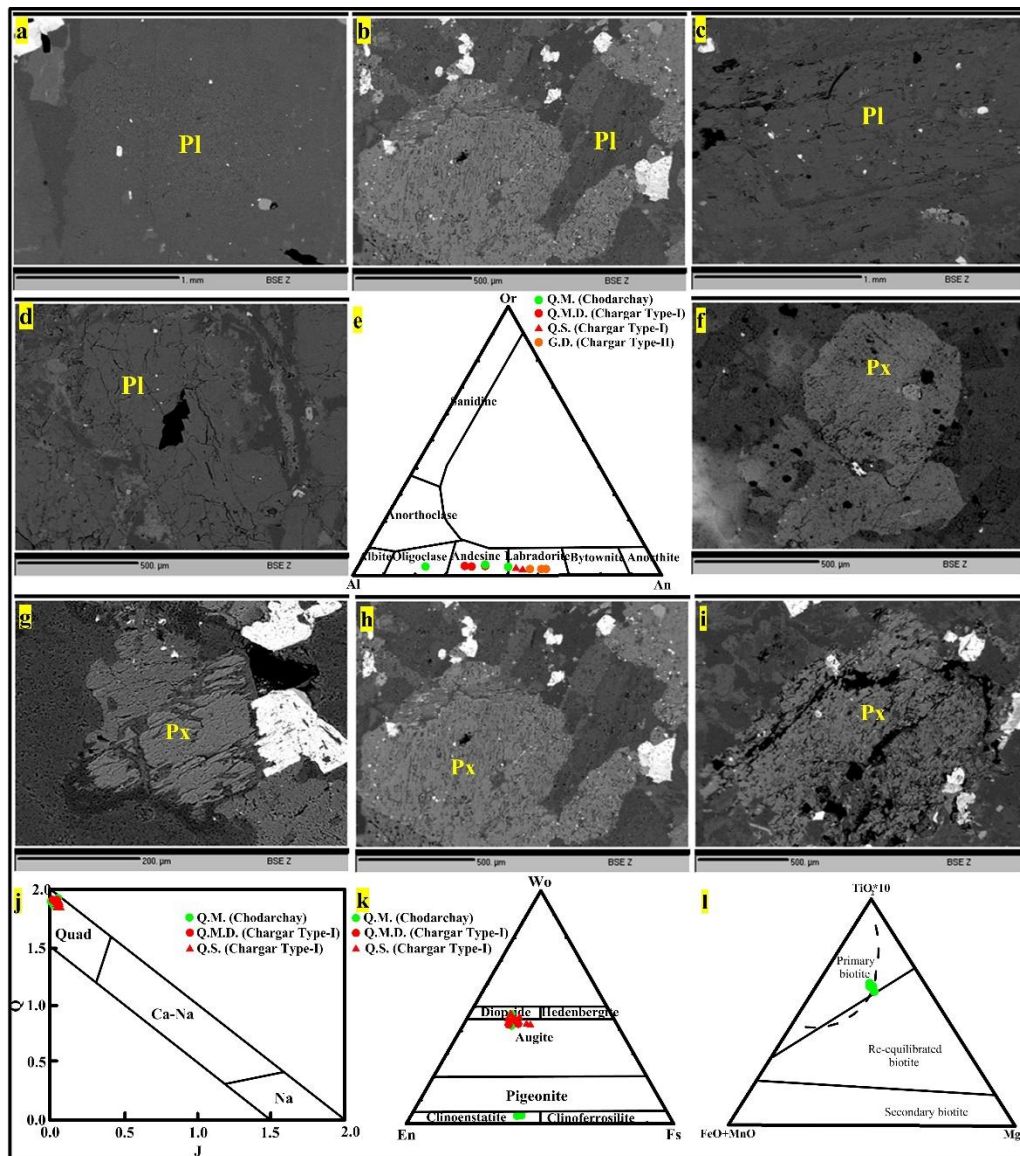 a
Pl
1. mm BSE Z
b
Pl
500. µm BSE Z
c
Pl
1. mm BSE Z
d
Pl
500. µm BSE Z
e
Or
Q.M. (Chodarchay)
Q.M.D. (Chargar Type-I)
Q.S. (Chargar Type-I)
G.D. (Chargar Type-II)
Sanidine
Anorthoclase
Albite Oligoclase Andesine Labradorite Bytownite Anorthite
Al An
f
Px
500. µm BSE Z
g
Px
200. µm BSE Z
h
Px
500. µm BSE Z
i
Px
500. µm BSE Z
j
2.0
Quad
1.5
Q
1.0
Ca-Na
0.5
Na
0.0
0.0 0.5 1.0 1.5 2.0
J
Q.M. (Chodarchay)
Q.M.D. (Chargar Type-I)
Q.S. (Chargar Type-I)
k
Wo
Q.M. (Chodarchay)
Q.M.D. (Chargar Type-I)
Q.S. (Chargar Type-I)
Diopside Hedenbergite
Augite
Pigeonite
Clinoenstatite Clinoferrosilite
En Fs
l
TiO₂*10
Primary
biotite
Re-equilibrated
biotite
Secondary biotite
FeO+MnO Mg